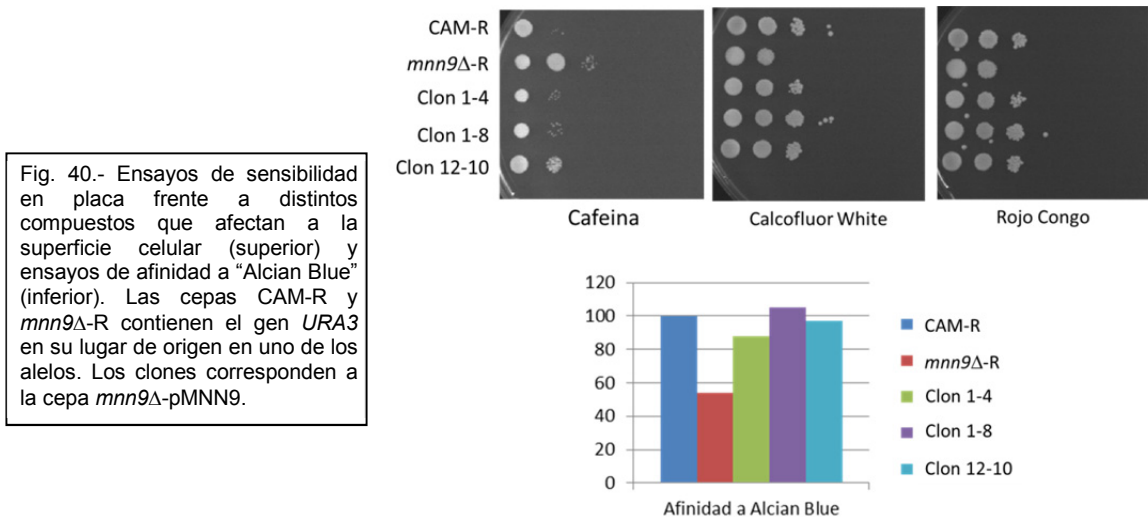 CAM-R
mnn9Δ-R
Clon 1-4
Clon 1-8
Clon 12-10
Cafeina
Calcofluor White
Rojo Congo
Fig. 40.- Ensayos de sensibilidad
en placa frente a distintos
compuestos que afectan a la
superficie celular (superior) y
ensayos de afinidad a “Alcian Blue”
(inferior). Las cepas CAM-R y
mnn9Δ-R contienen el gen URA3
en su lugar de origen en uno de los
alelos. Los clones corresponden a
la cepa mnn9Δ-pMNN9.
120
100
80
60
40
20
0
Afinidad a Alcian Blue
CAM-R
mnn9Δ-R
Clon 1-4
Clon 1-8
Clon 12-10